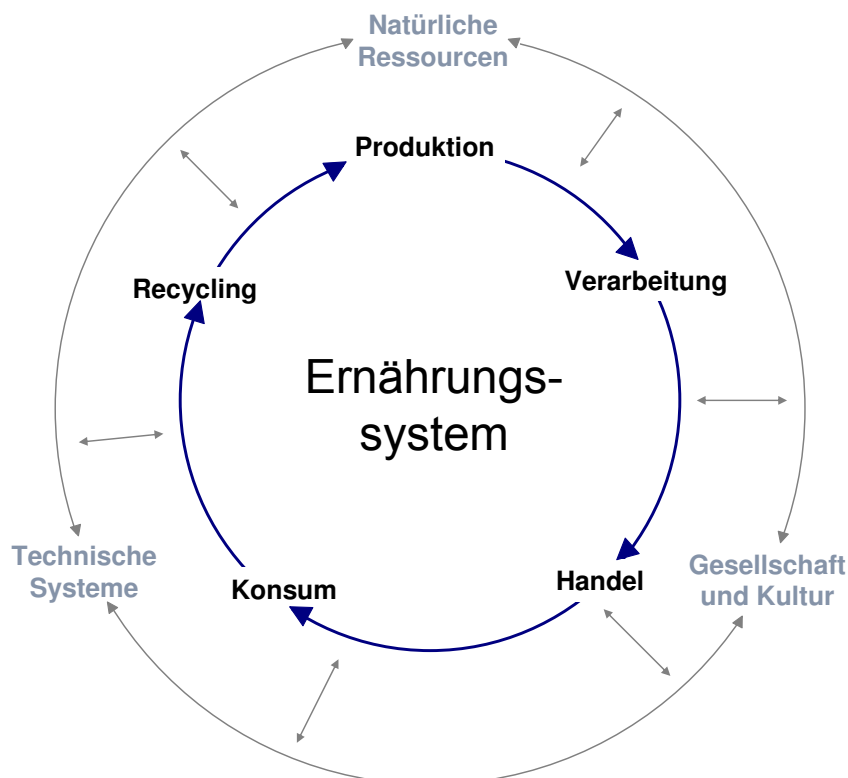 Natürliche
Ressourcen
Produktion
Verarbeitung
Recycling
Ernährungs-
system
Technische
Systeme
Konsum
Handel
Gesellschaft
und Kultur